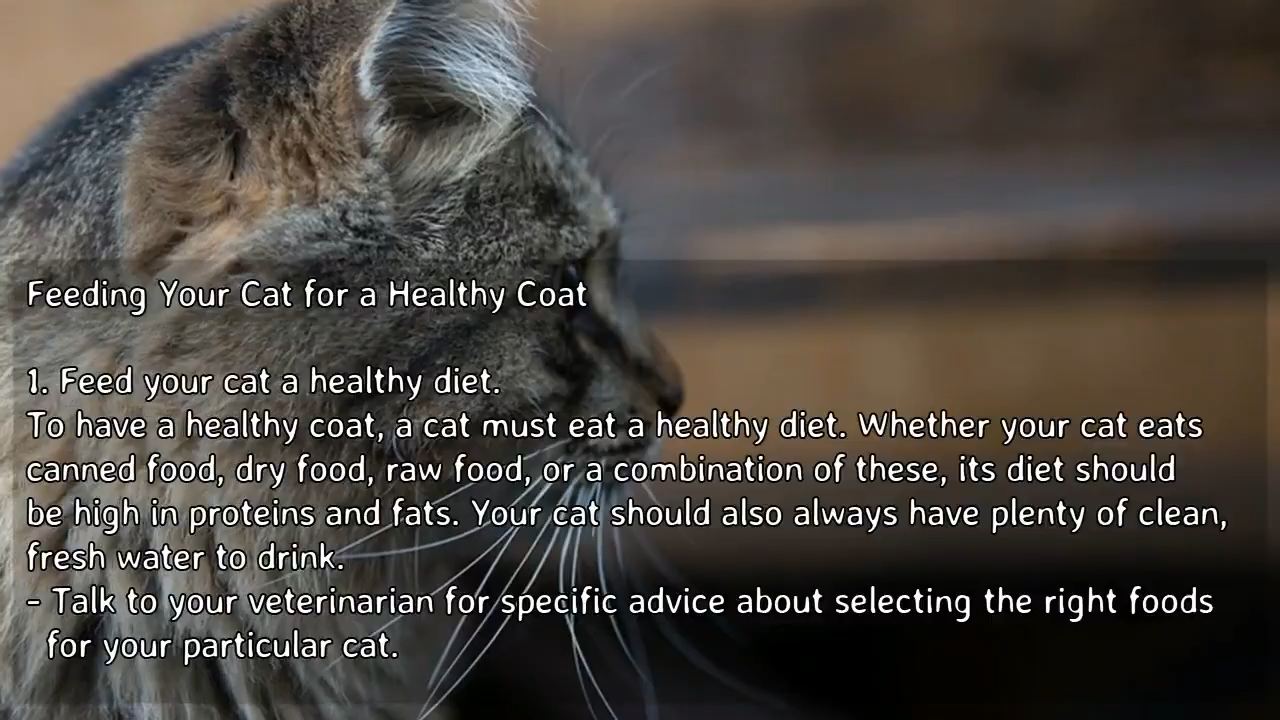 Feeding Your Cat for a Healthy Coat
1. Feed your cat a healthy diet.
To have a healthy coat, a cat must eat a healthy diet. Whether your cat eats
canned food, dry food, raw food, or a combination of these, its diet should
be high in proteins and fats. Your cat should also always have plenty of clean,
fresh water to drink.
- Talk to your veterinarian for specific advice about selecting the right foods
for your particular cat.